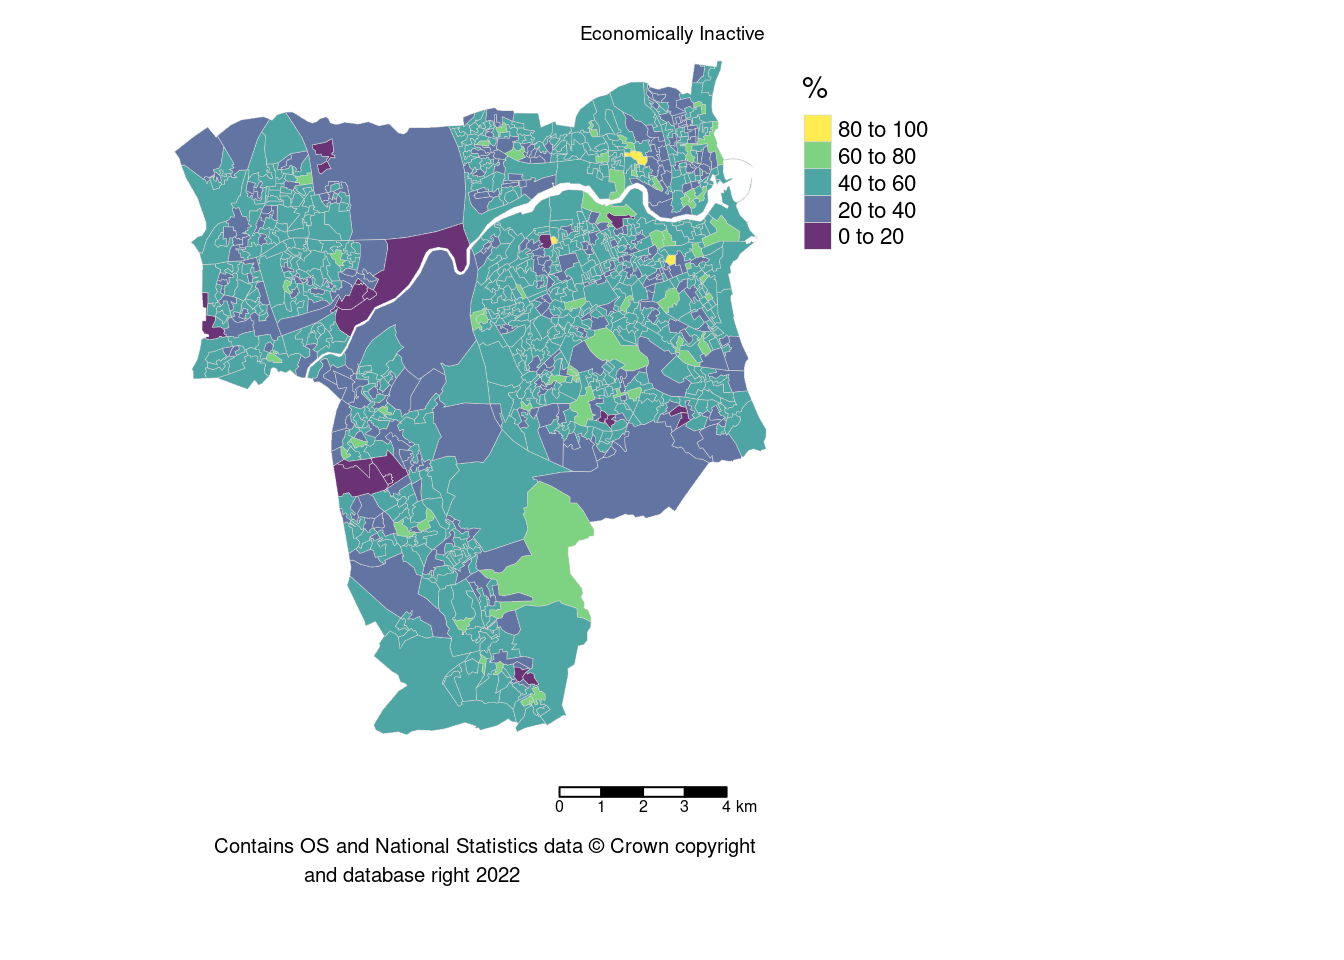 Economically Inactive
%
80 to 100
60 to 80
40 to 60
20 to 40
0 to 20
0 1 2 3 4 km
Contains OS and National Statistics data © Crown copyright
and database right 2022